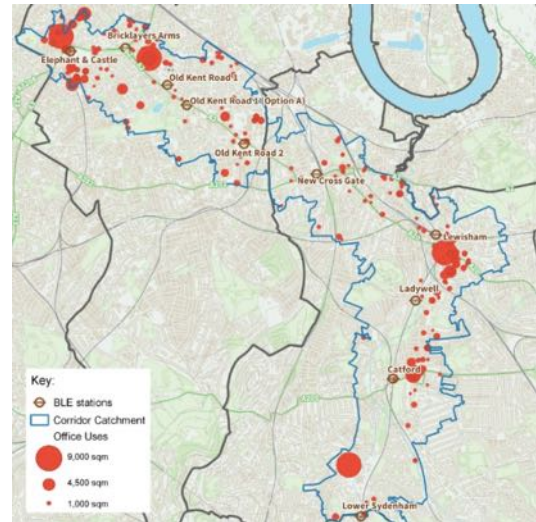 Bricklayers Arms
Elephant & Castle
Old Kent Road 1
Old Kent Road 1 (Option A)
Old Kent Road 2
New Cross Gate
Lewisham
Ladywell
Catford
Lower Sydenham
Key:
BLE stations
Corridor Catchment
Office Uses
9,000 sqm
4,500 sqm
1,000 sqm